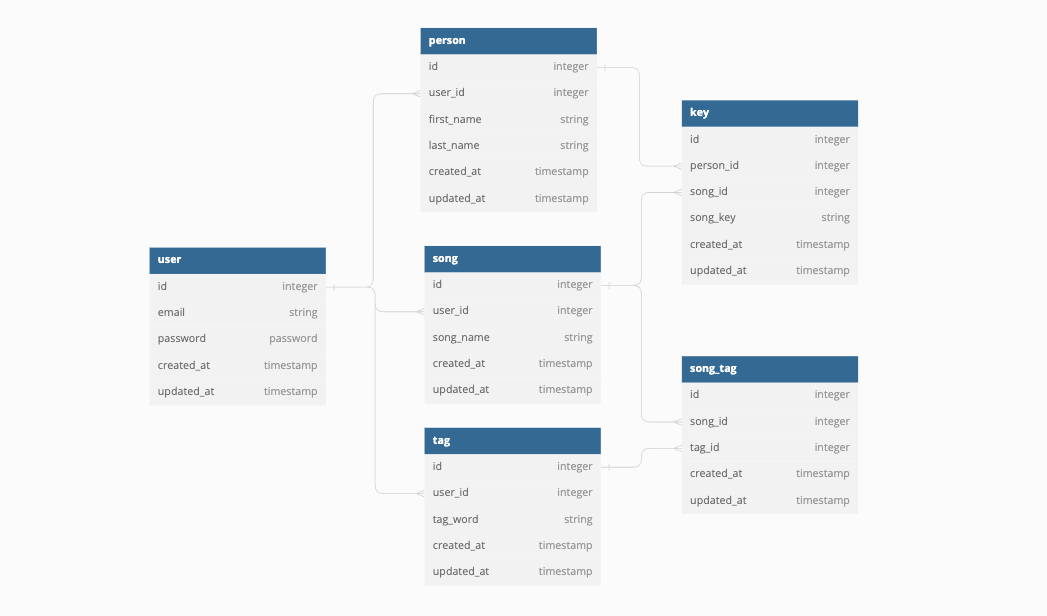 person
id integer
user_id integer
first_name string
last_name string
created_at timestamp
updated_at timestamp
key
id integer
person_id integer
song_id integer
song_key string
created_at timestamp
updated_at timestamp
user
id integer
email string
password password
created_at timestamp
updated_at timestamp
song
id integer
user_id integer
song_name string
created_at timestamp
updated_at timestamp
song_tag
id integer
song_id integer
tag_id integer
created_at timestamp
updated_at timestamp
tag
id integer
user_id integer
tag_word string
created_at timestamp
updated_at timestamp